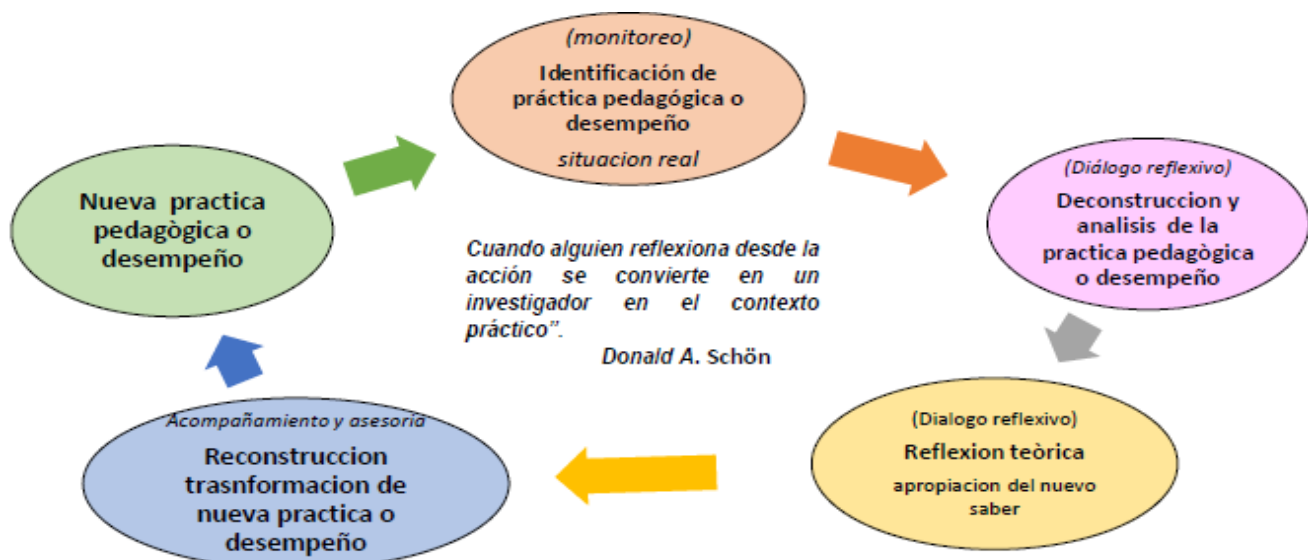 (monitoreo)
Identificación de
práctica pedagógica o
desempeño
situacion real
(Diálogo reflexivo)
Deconstruccion y
analisis de la
practica pedagògica
o desempeño
(Dialogo reflexivo)
Reflexion teòrica
apropiacion del nuevo
saber
Acompañamiento y asesoría
Reconstruccion
trasnformacion de
nueva practica o
desempeño
Nueva practica
pedagògica o
desempeño
Cuando alguien reflexiona desde la
acción se convierte en un
investigador en el contexto
práctico”.
Donald A. Schön